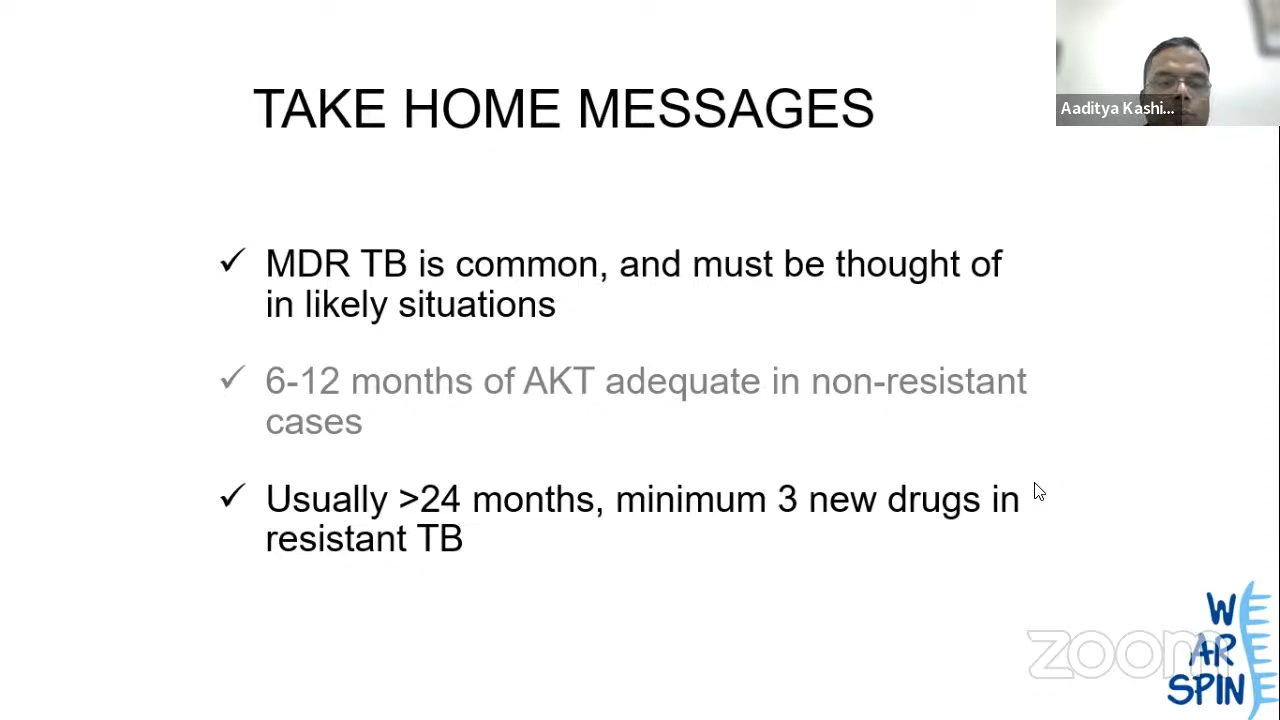 TAKE HOME MESSAGES
Aaditya Kashi...
✓ MDR TB is common, and must be thought of
in likely situations
✓ 6-12 months of AKT adequate in non-resistant
cases
✓ Usually >24 months, minimum 3 new drugs in
resistant TB
zoom
WE
ARE
SPINE